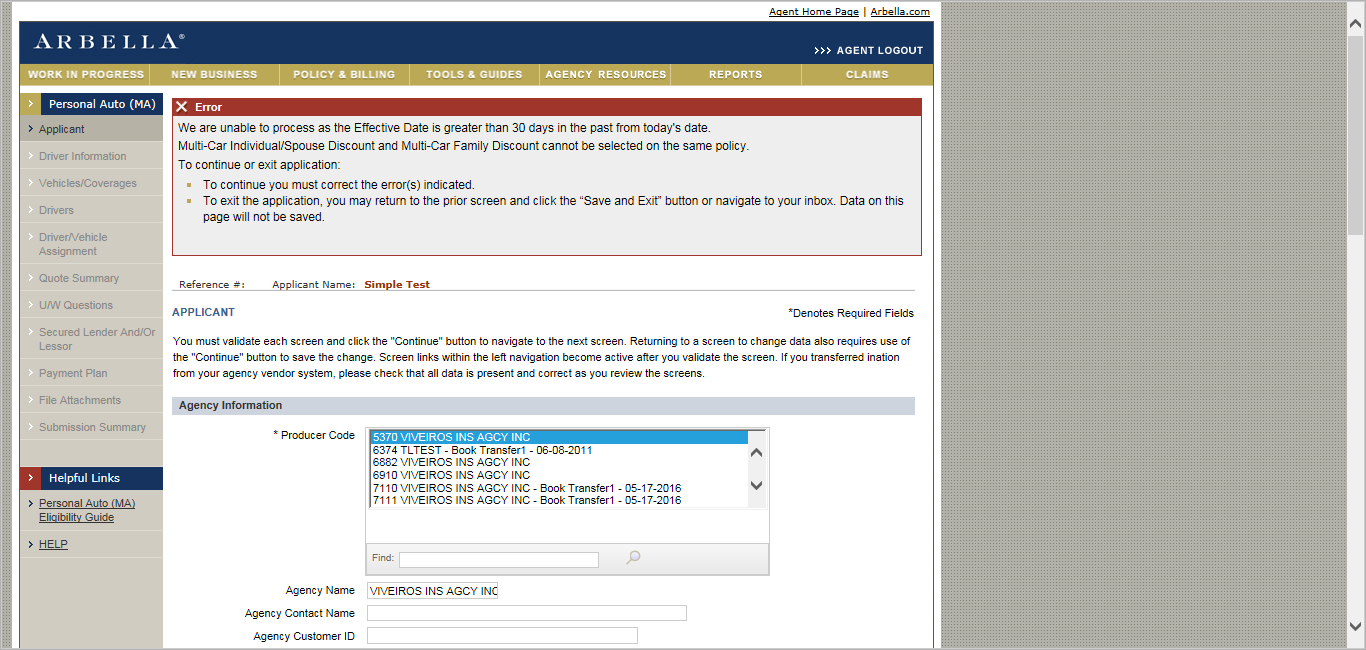 Agent Home Page | Arbella.com
ARBELLA®
>>> AGENT LOGOUT
WORK IN PROGRESS NEW BUSINESS POLICY & BILLING TOOLS & GUIDES AGENCY RESOURCES REPORTS CLAIMS
Personal Auto (MA)
Applicant
Driver Information
Vehicles/Coverages
Drivers
Driver/Vehicle
Assignment
Quote Summary
U/W Questions
Secured Lender And/Or
Lessor
Payment Plan
File Attachments
Submission Summary
Helpful Links
Personal Auto (MA)
Eligibility Guide
HELP
Error
We are unable to process as the Effective Date is greater than 30 days in the past from today's date.
Multi-Car Individual/Spouse Discount and Multi-Car Family Discount cannot be selected on the same policy.
To continue or exit application:
To continue you must correct the error(s) indicated.
To exit the application, you may return to the prior screen and click the “Save and Exit” button or navigate to your inbox. Data on this
page will not be saved.
Reference #: Applicant Name: Simple Test
APPLICANT
*Denotes Required Fields
You must validate each screen and click the "Continue" button to navigate to the next screen. Returning to a screen to change data also requires use of
the "Continue" button to save the change. Screen links within the left navigation become active after you validate the screen. If you transferred ination
from your agency vendor system, please check that all data is present and correct as you review the screens.
Agency Information
* Producer Code
5370 VIVEIROS INS AGCY INC
6374 TLTEST - Book Transfer1 - 06-08-2011
6882 VIVEIROS INS AGCY INC
6910 VIVEIROS INS AGCY INC
7110 VIVEIROS INS AGCY INC - Book Transfer1 - 05-17-2016
7111 VIVEIROS INS AGCY INC - Book Transfer1 - 05-17-2016
Find:
Agency Name VIVEIROS INS AGCY INC
Agency Contact Name
Agency Customer ID